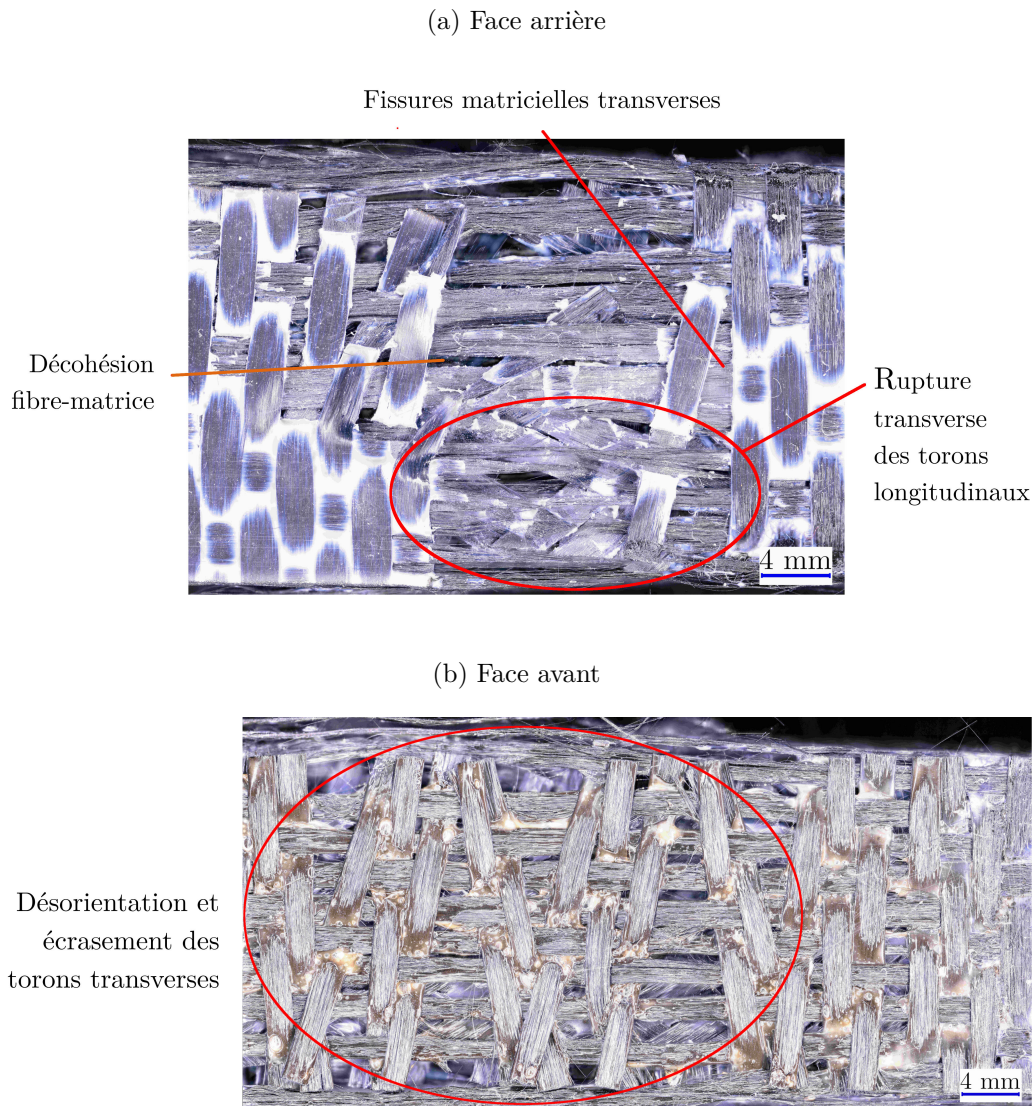 (a) Face arrière
Fissures matricielles transverses
Décohésion
fibre-matrice
Rupture
transverse
des torons
longitudinaux
4 mm
(b) Face avant
Désorientation et
écrasement des
torons transverses
4 mm